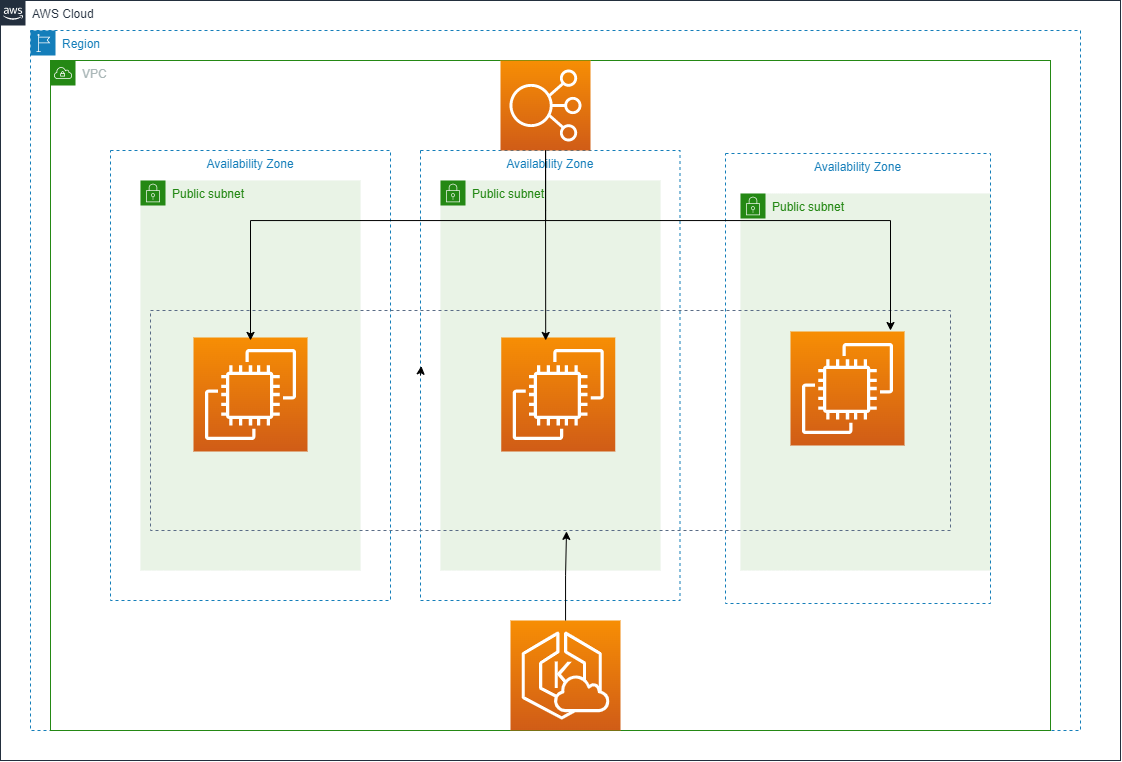 aws
AWS Cloud
Region
VPC
Availability Zone
Availability Zone
Availability Zone
Public subnet
Public subnet
Public subnet
K